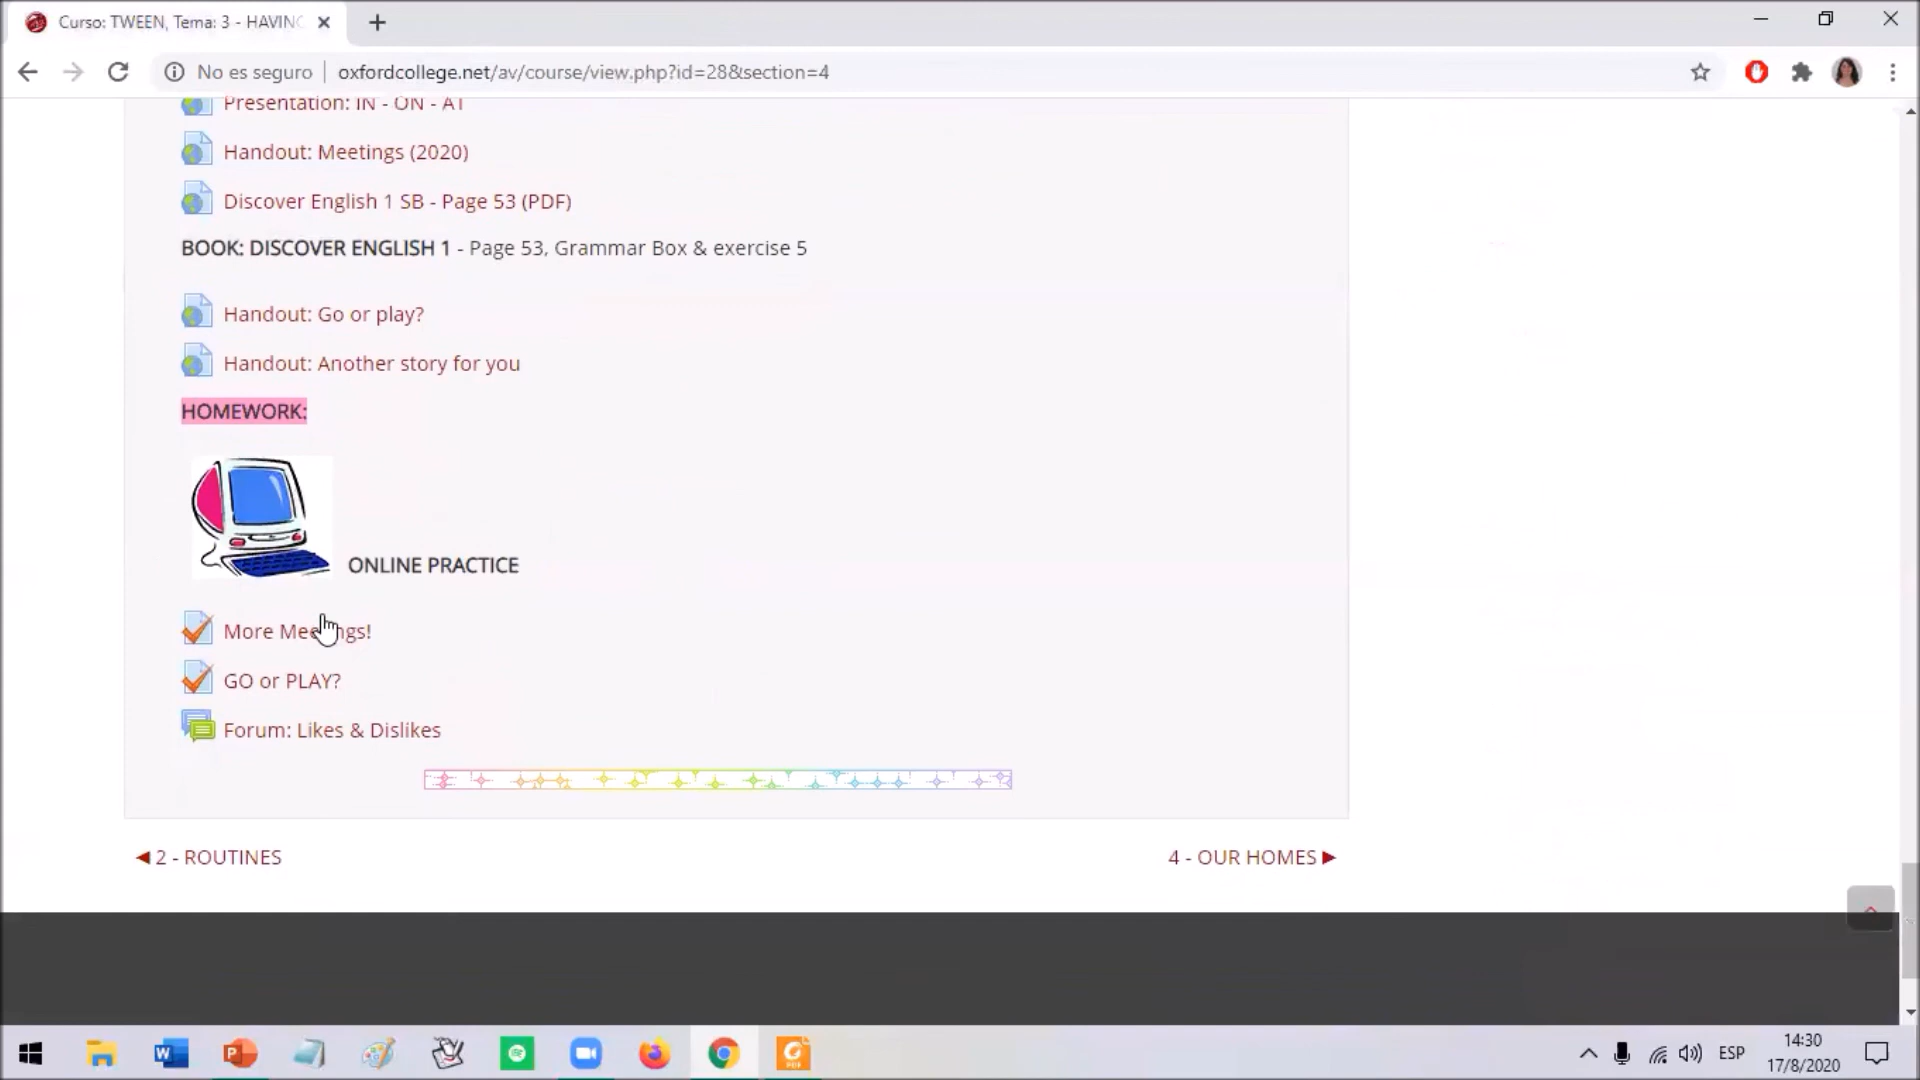 Curso: TWEEN, Tema: 3 - HAVING
No es seguro
oxfordcollege.net/av/course/view.php?id=28&section=4
Presentation: IN - ON - AT
Handout: Meetings (2020)
Discover English 1 SB - Page 53 (PDF)
BOOK: DISCOVER ENGLISH 1 - Page 53, Grammar Box & exercise 5
Handout: Go or play?
Handout: Another story for you
HOMEWORK:
ONLINE PRACTICE
More Meetings!
GO or PLAY?
Forum: Likes & Dislikes
2 - ROUTINES
4 - OUR HOMES
ESP
14:30
17/8/2020